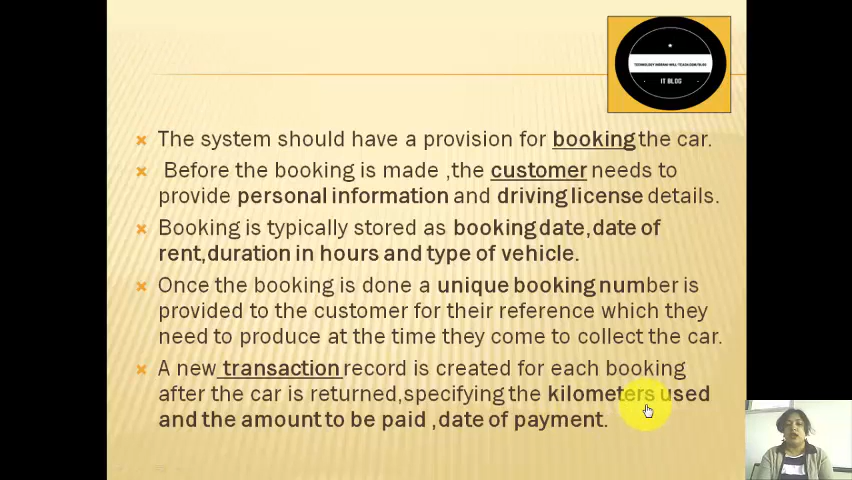 IT BLOG
The system should have a provision for booking the car.
Before the booking is made ,the customer needs to
provide personal information and driving license details.
Booking is typically stored as booking date,date of
rent,duration in hours and type of vehicle.
Once the booking is done a unique booking number is
provided to the customer for their reference which they
need to produce at the time they come to collect the car.
A new transaction record is created for each booking
after the car is returned,specifying the kilometers used
and the amount to be paid ,date of payment.